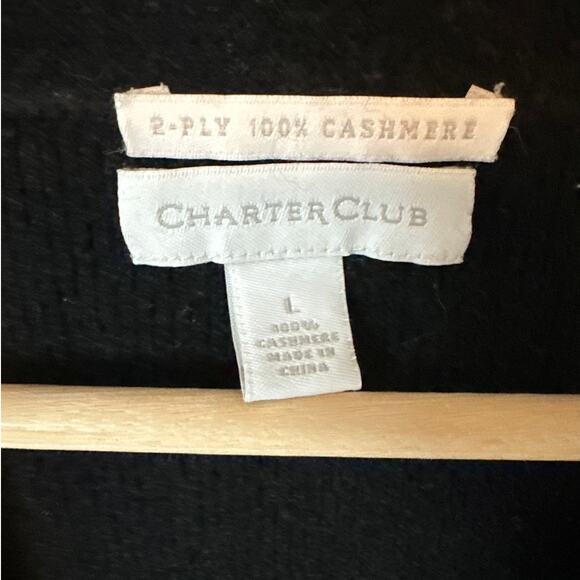 2-PLY 100% CASHMERE
CHARTER CLUB
L
100%
CASHMERE
MADE IN
CHINA